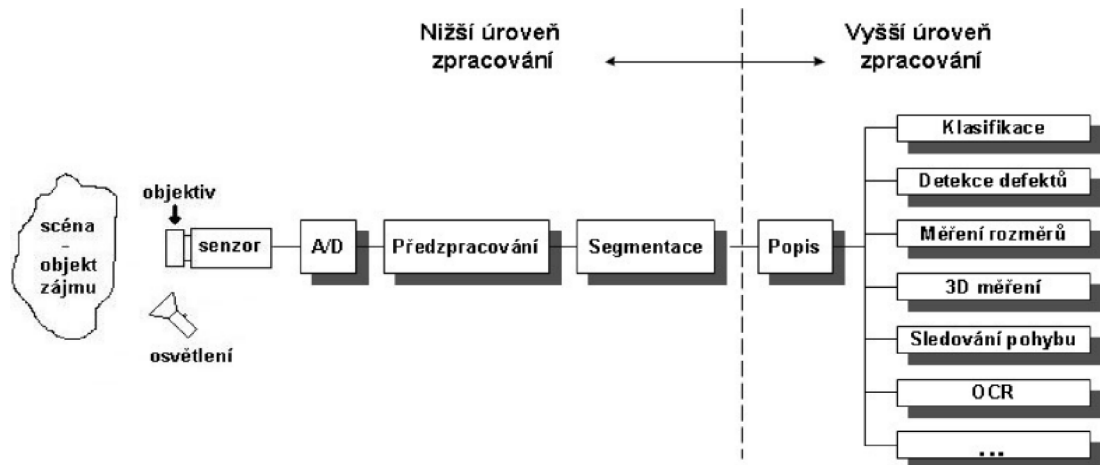 Nižší úroveň
zpracování
Vyšší úroveň
zpracování
scéna
–
objekt
zájmu
objektiv
senzor
osvětlení
A/D
Předzpracování
Segmentace
Popis
Klasifikace
Detekce defektů
Měření rozměrů
3D měření
Sledování pohybu
OCR
...